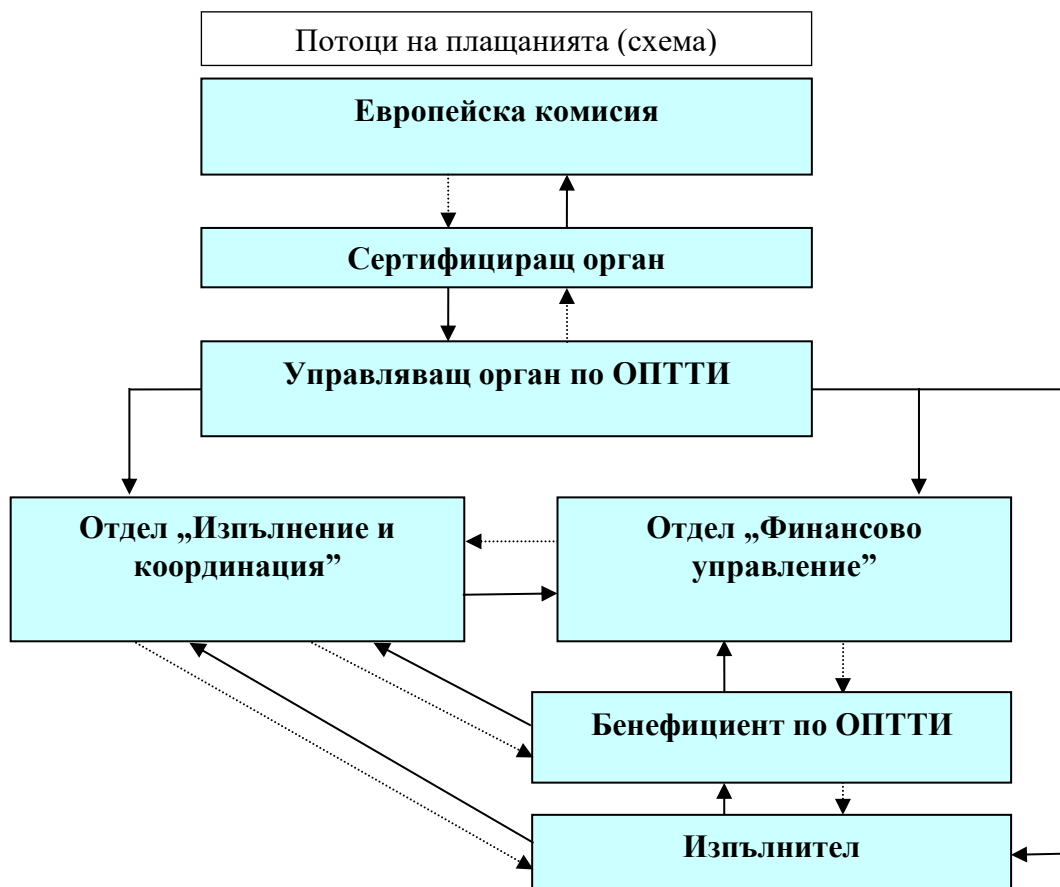 Потоци на плащанията (схема)
Европейска комисия
Сертифициращ орган
Управляващ орган по ОПТТИ
Отдел „Изпълнение и
координация”
Отдел „Финансово
управление”
Бенефициент по ОПТТИ
Изпълнител